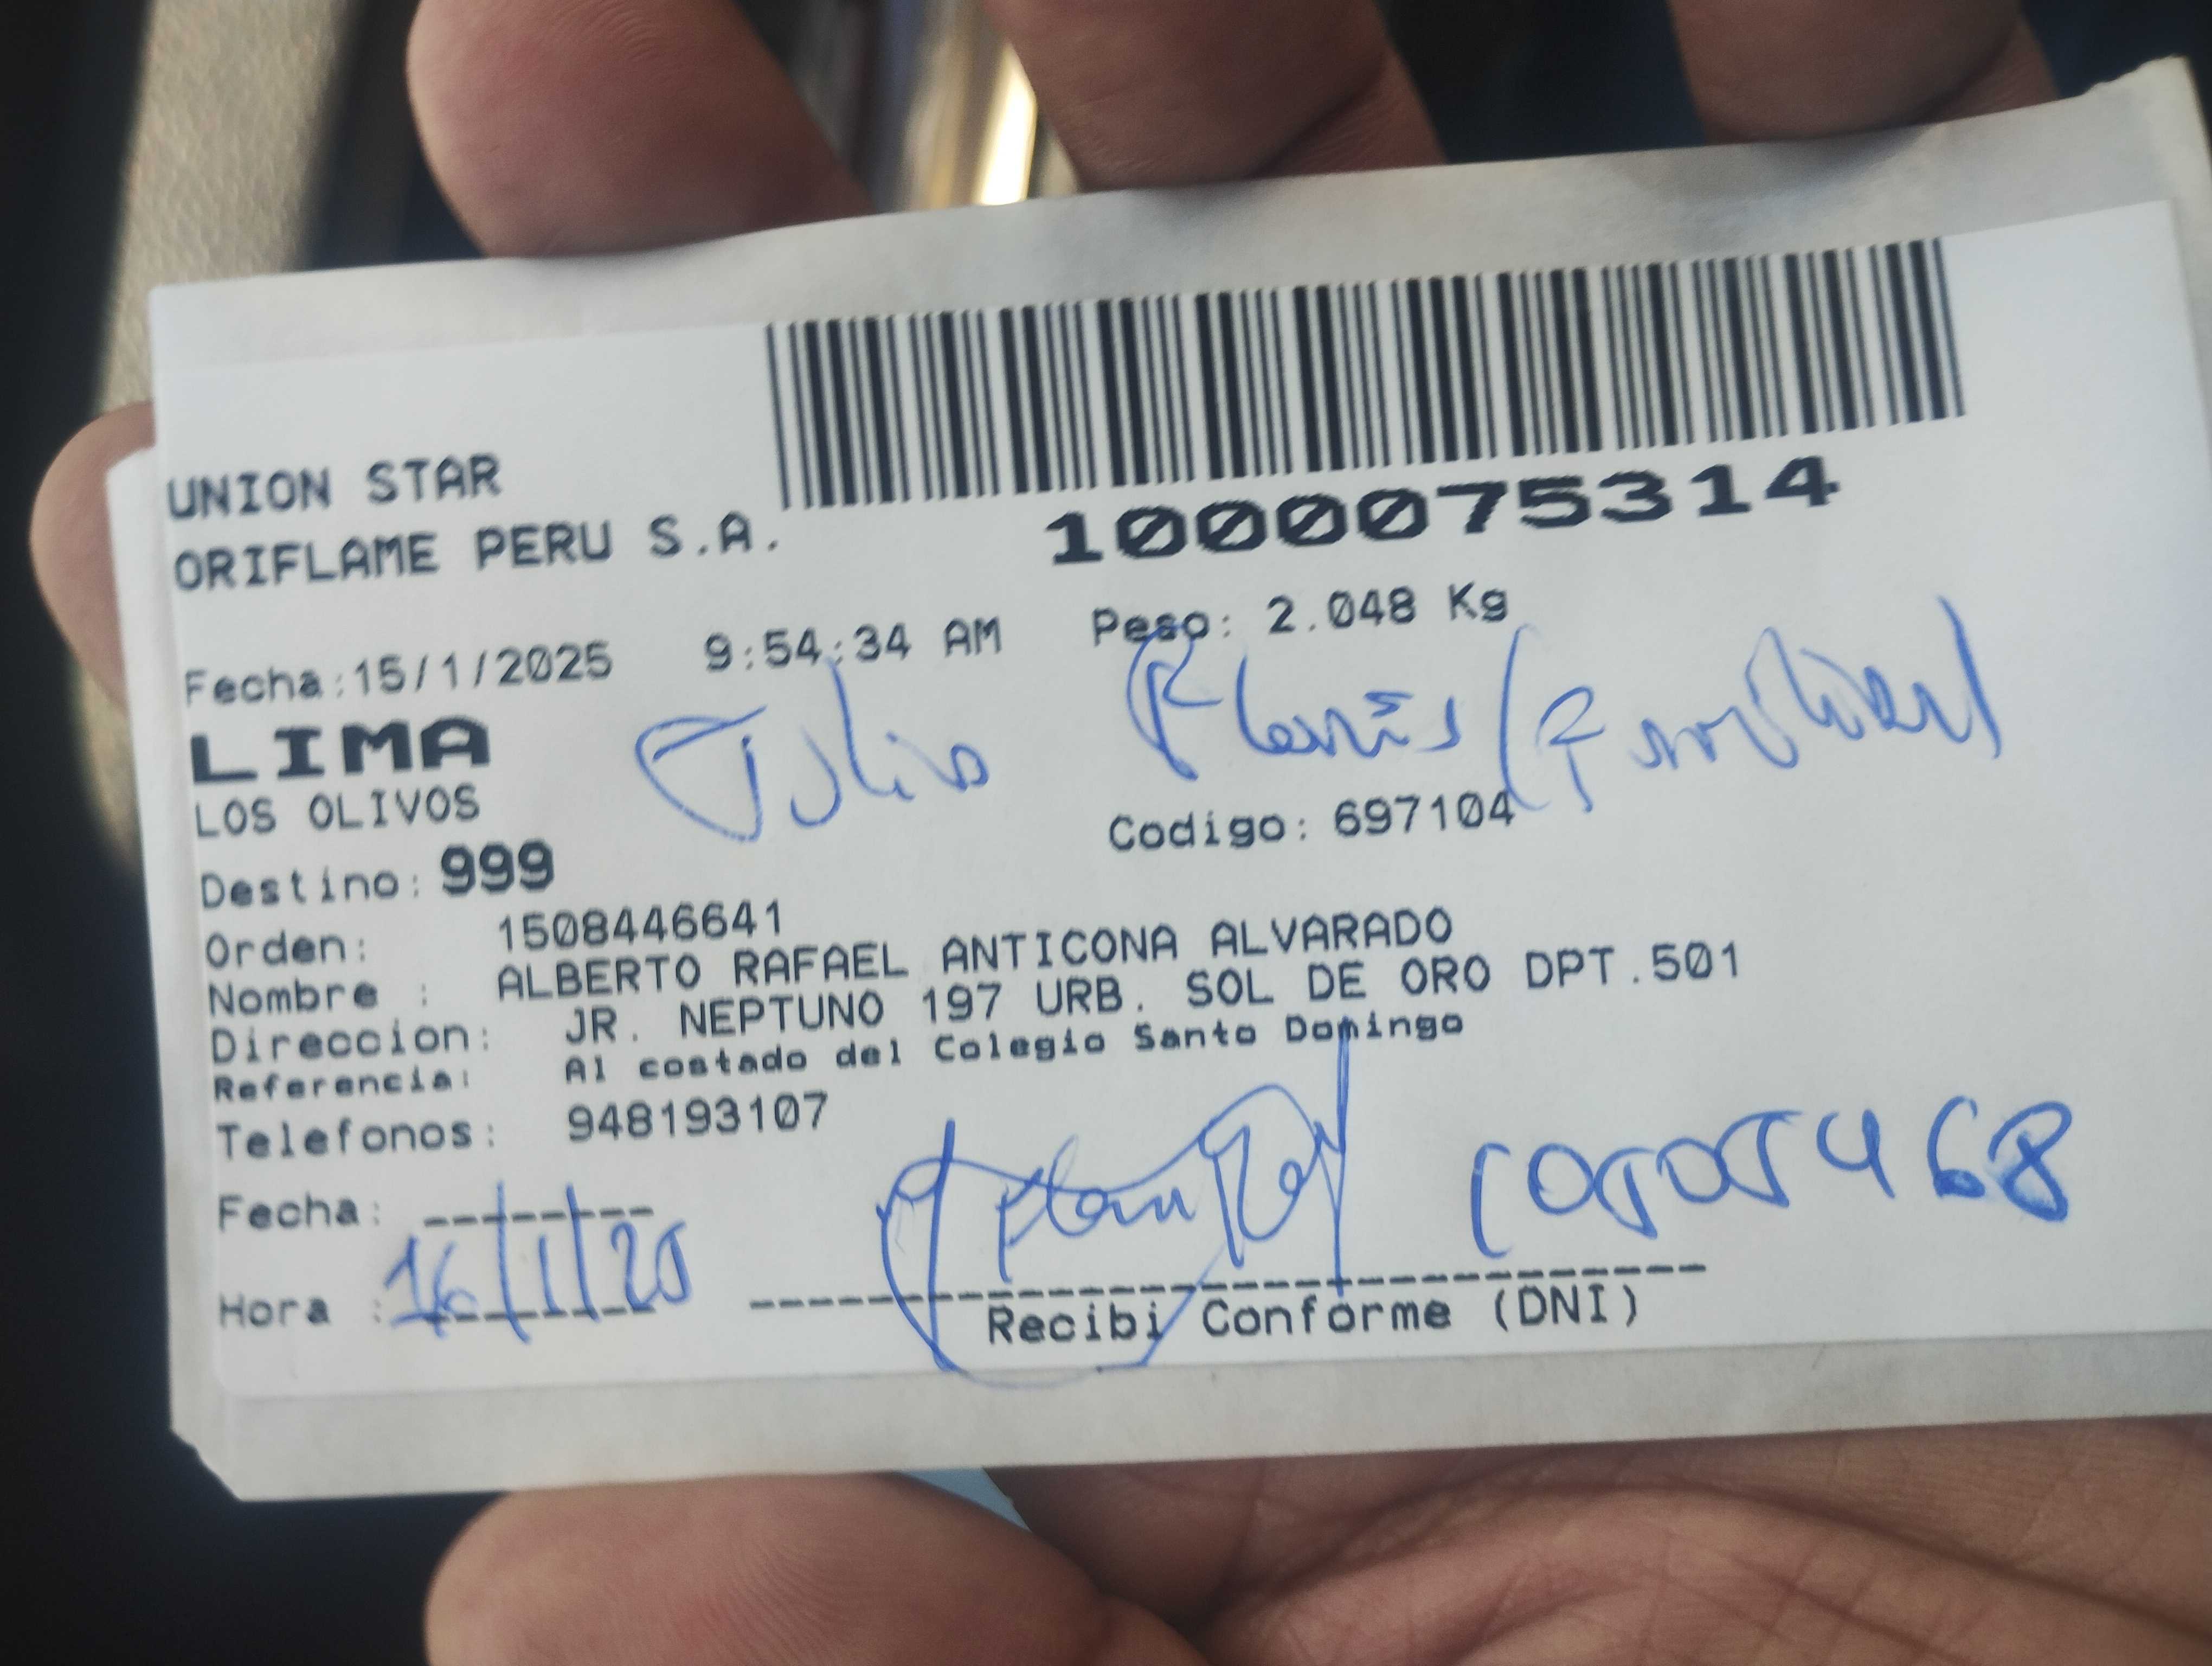 1000075314
UNION STAR
ORIFLAME PERU S.A.
Fecha:15/1/2025 9:54:34 AM Peso: 2.048 Kg
LIMA
Julio
LOS OLIVOS
Codigo: 697104
Destino: 999
Orden: 1508446641
Nombre : ALBERTO RAFAEL ANTICONA ALVARADO
Direccion: JR. NEPTUNO 197 URB. SOL DE ORO DPT.501
Referencia: Al costado del Colegio Santo Domingo
Telefonos: 948193107
Fecha: --------
16/1/25
Hora : --------
Recibi Conforme (DNI)